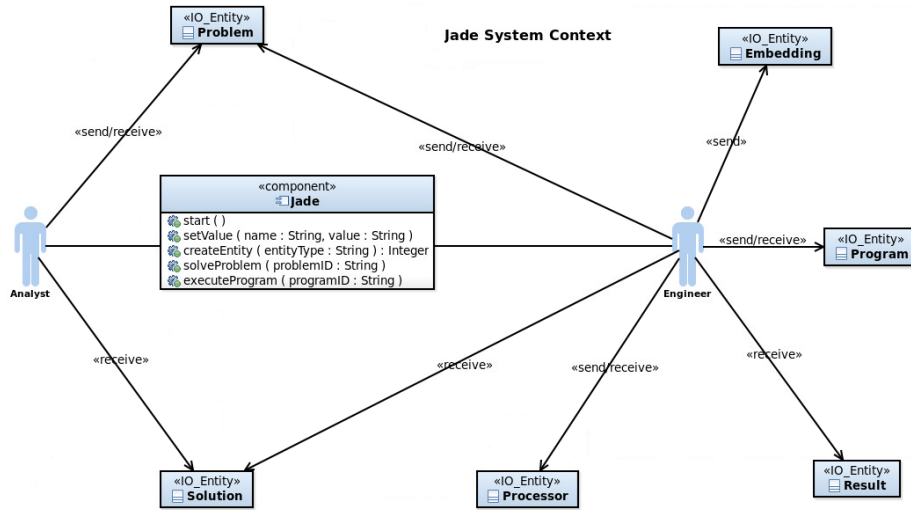 «IO_Entity»
Problem
Jade System Context
«IO_Entity»
Embedding
«send/receive»
«send/receive»
«send»
«component»
Jade
start ( )
setValue ( name : String, value : String )
createEntity ( entityType : String ) : Integer
solveProblem ( problemID : String )
executeProgram ( programID : String )
Analyst
Engineer
«send/receive»
«IO_Entity»
Program
«receive»
«receive»
«send/receive»
«receive»
«IO_Entity»
Solution
«IO_Entity»
Processor
«IO_Entity»
Result